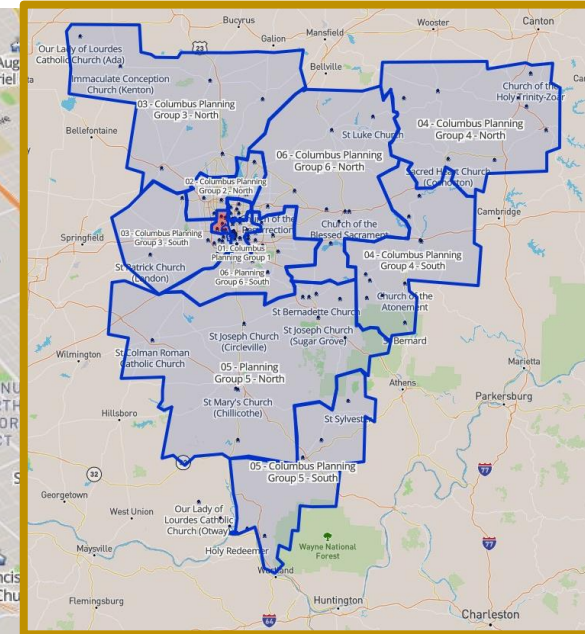 Bucyrus
Galion
Mansfield
Wooster
Canton
23
Our Lady of Lourdes
Catholic Church (Ada)
Bellville
Immaculate Conception
Church (Kenton)
Church of the
Holy Trinity-Zoar
03 - Columbus Planning
Group 3 - North
04 - Columbus Planning
Group 4 - North
Bellefontaine
St Luke Church
06 - Columbus Planning
Group 6 - North
Sacred Heart Church
02 - Columbus Planning
Group 2 - North
Cambridge
Springfield
03 - Columbus Planning
Group 3 - South
Church of the
Resurrection
Church of the
Blessed Sacrament
01 Columbus
Planning Group 1
04 - Columbus Planning
Group 4 - South
St Patrick Church
(London)
06 - Planning
Group 6 - South
Church of the
Atonement
St Bernadette Church
St Joseph Church
(Circleville)
St Joseph Church
(Sugar Grove)
St Bernard
Wilmington
St Colman Roman
Catholic Church
Marietta
05 - Planning
Group 5 - North
Athens
Parkersburg
Hillsboro
St Mary's Church
(Chillicothe)
St Sylvester
77
05 - Columbus Planning
Group 5 - South
32
Georgetown
West Union
Our Lady of
Lourdes Catholic
Church (Otway)
77
Maysville
Holy Redeemer
Wayne National
Forest
Flemingsburg
64
Huntington
Charleston